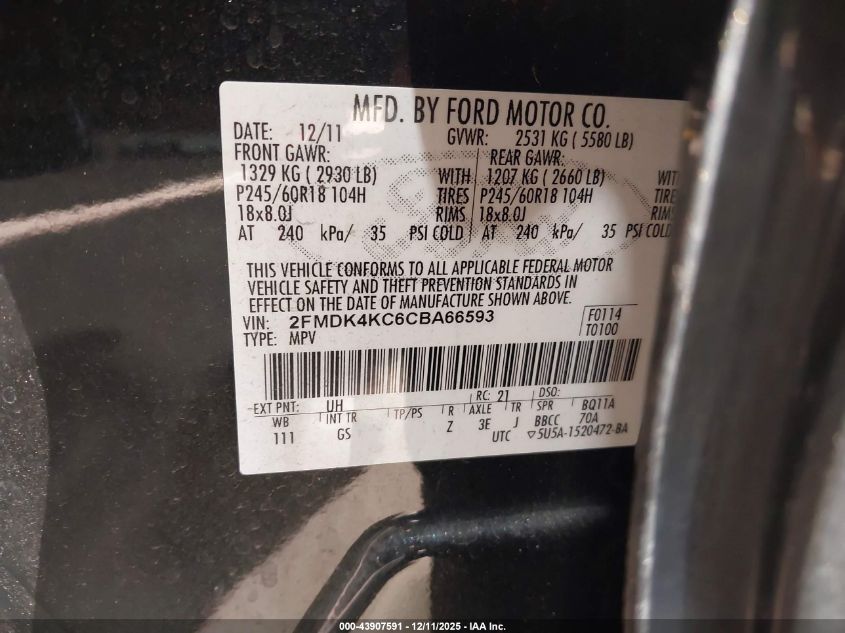 MFD. BY FORD MOTOR CO.
DATE: 12/11 GVWR: 2531 KG ( 5580 LB)
FRONT GAWR: REAR GAWR:
1329 KG ( 2930 LB) WITH 1207 KG ( 2660 LB) WIT
P245/60R18 104H TIRES P245/60R18 104H TIRE
18x8.0J RIMS 18x8.0J RIMS
AT 240 kPa/ 35 PSI COLD AT 240 kPa/ 35 PSI COLD
THIS VEHICLE CONFORMS TO ALL APPLICABLE FEDERAL MOTOR
VEHICLE SAFETY AND THEFT PREVENTION STANDARDS IN
EFFECT ON THE DATE OF MANUFACTURE SHOWN ABOVE.
VIN: 2FMDK4KC6CBA66593 F0114
TYPE: MPV T0100
EXT PNT: UH RC: 21 DSO:
WB INT TR TP/PS R AXLE TR SPR BQ11A
111 GS Z 3E J BBCC 70A
UTC ▽5U5A-1520472-BA
000-43907591 - 12/11/2025 - IAA Inc.